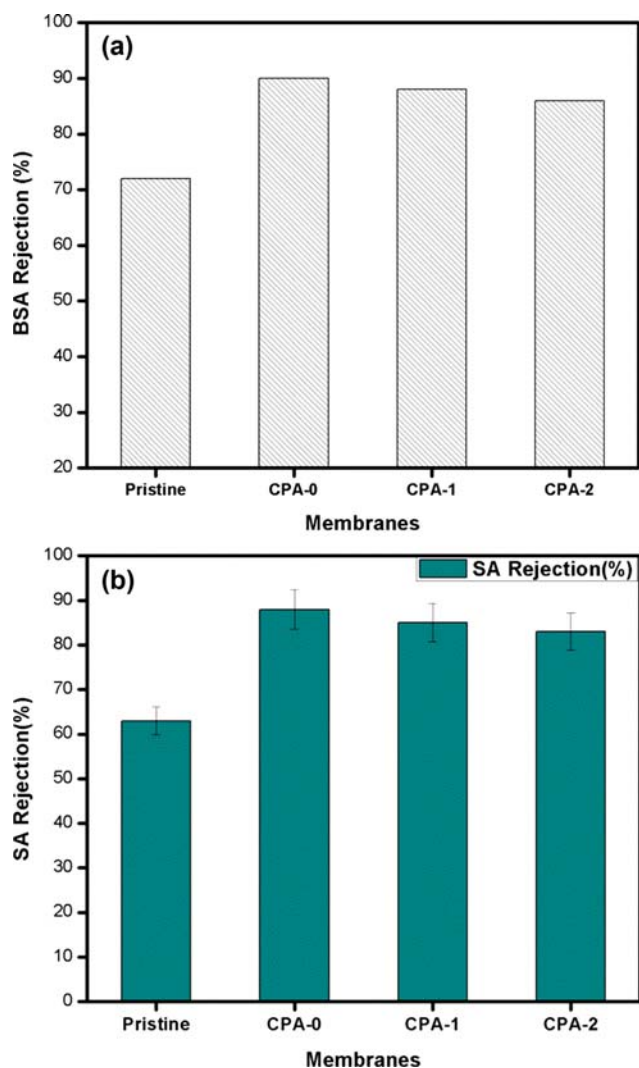 (a)
100
90
80
70
60
50
40
30
20
BSA Rejection (%)
Pristine CPA-0 CPA-1 CPA-2
Membranes
(b)
SA Rejection(%)
100
90
80
70
60
50
40
30
20
10
0
SA Rejection(%)
Pristine CPA-0 CPA-1 CPA-2
Membranes